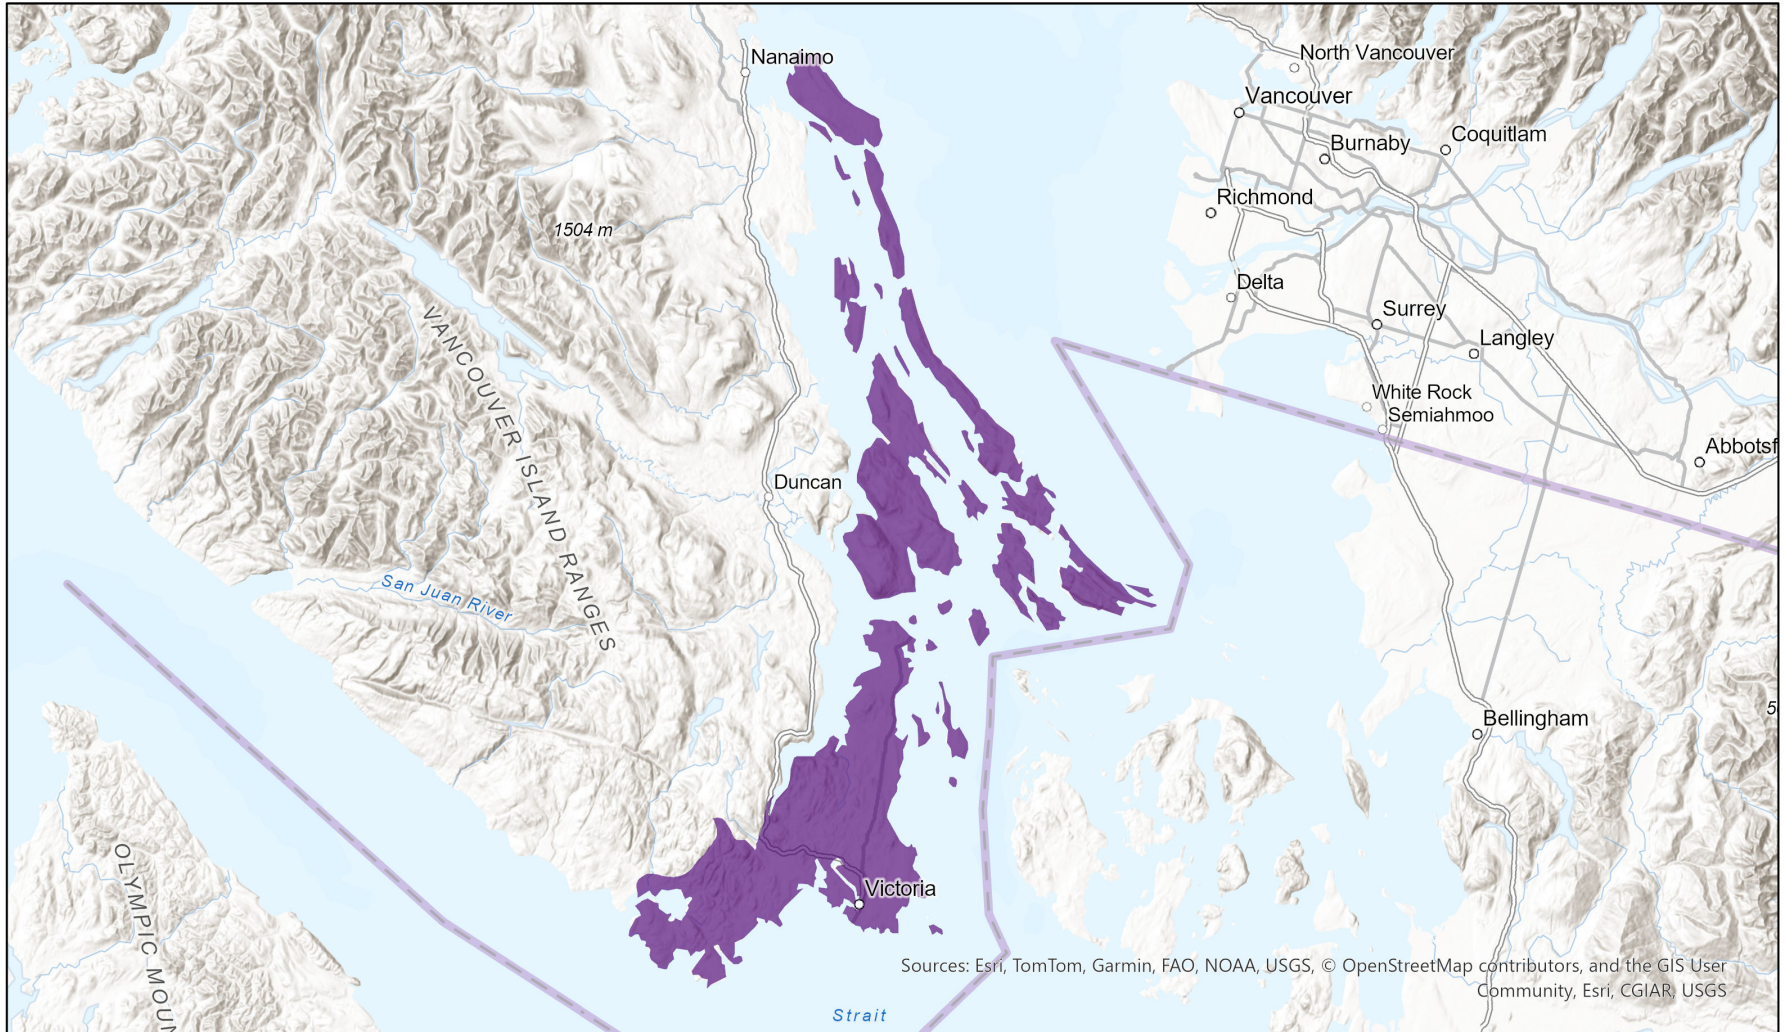 Nanaimo
North Vancouver
Vancouver
Burnaby
Coquitlam
Richmond
1504 m
Delta
Surrey
Langley
VANCOUVER ISLAND RANGES
White Rock
Semiahmoo
Abbotsf
Duncan
San Juan River
5
Bellingham
OLYMPIC MOUN
Victoria
Sources: Esri, TomTom, Garmin, FAO, NOAA, USGS, © OpenStreetMap contributors, and the GIS User
Community, Esri, CGIAR, USGS
Strait